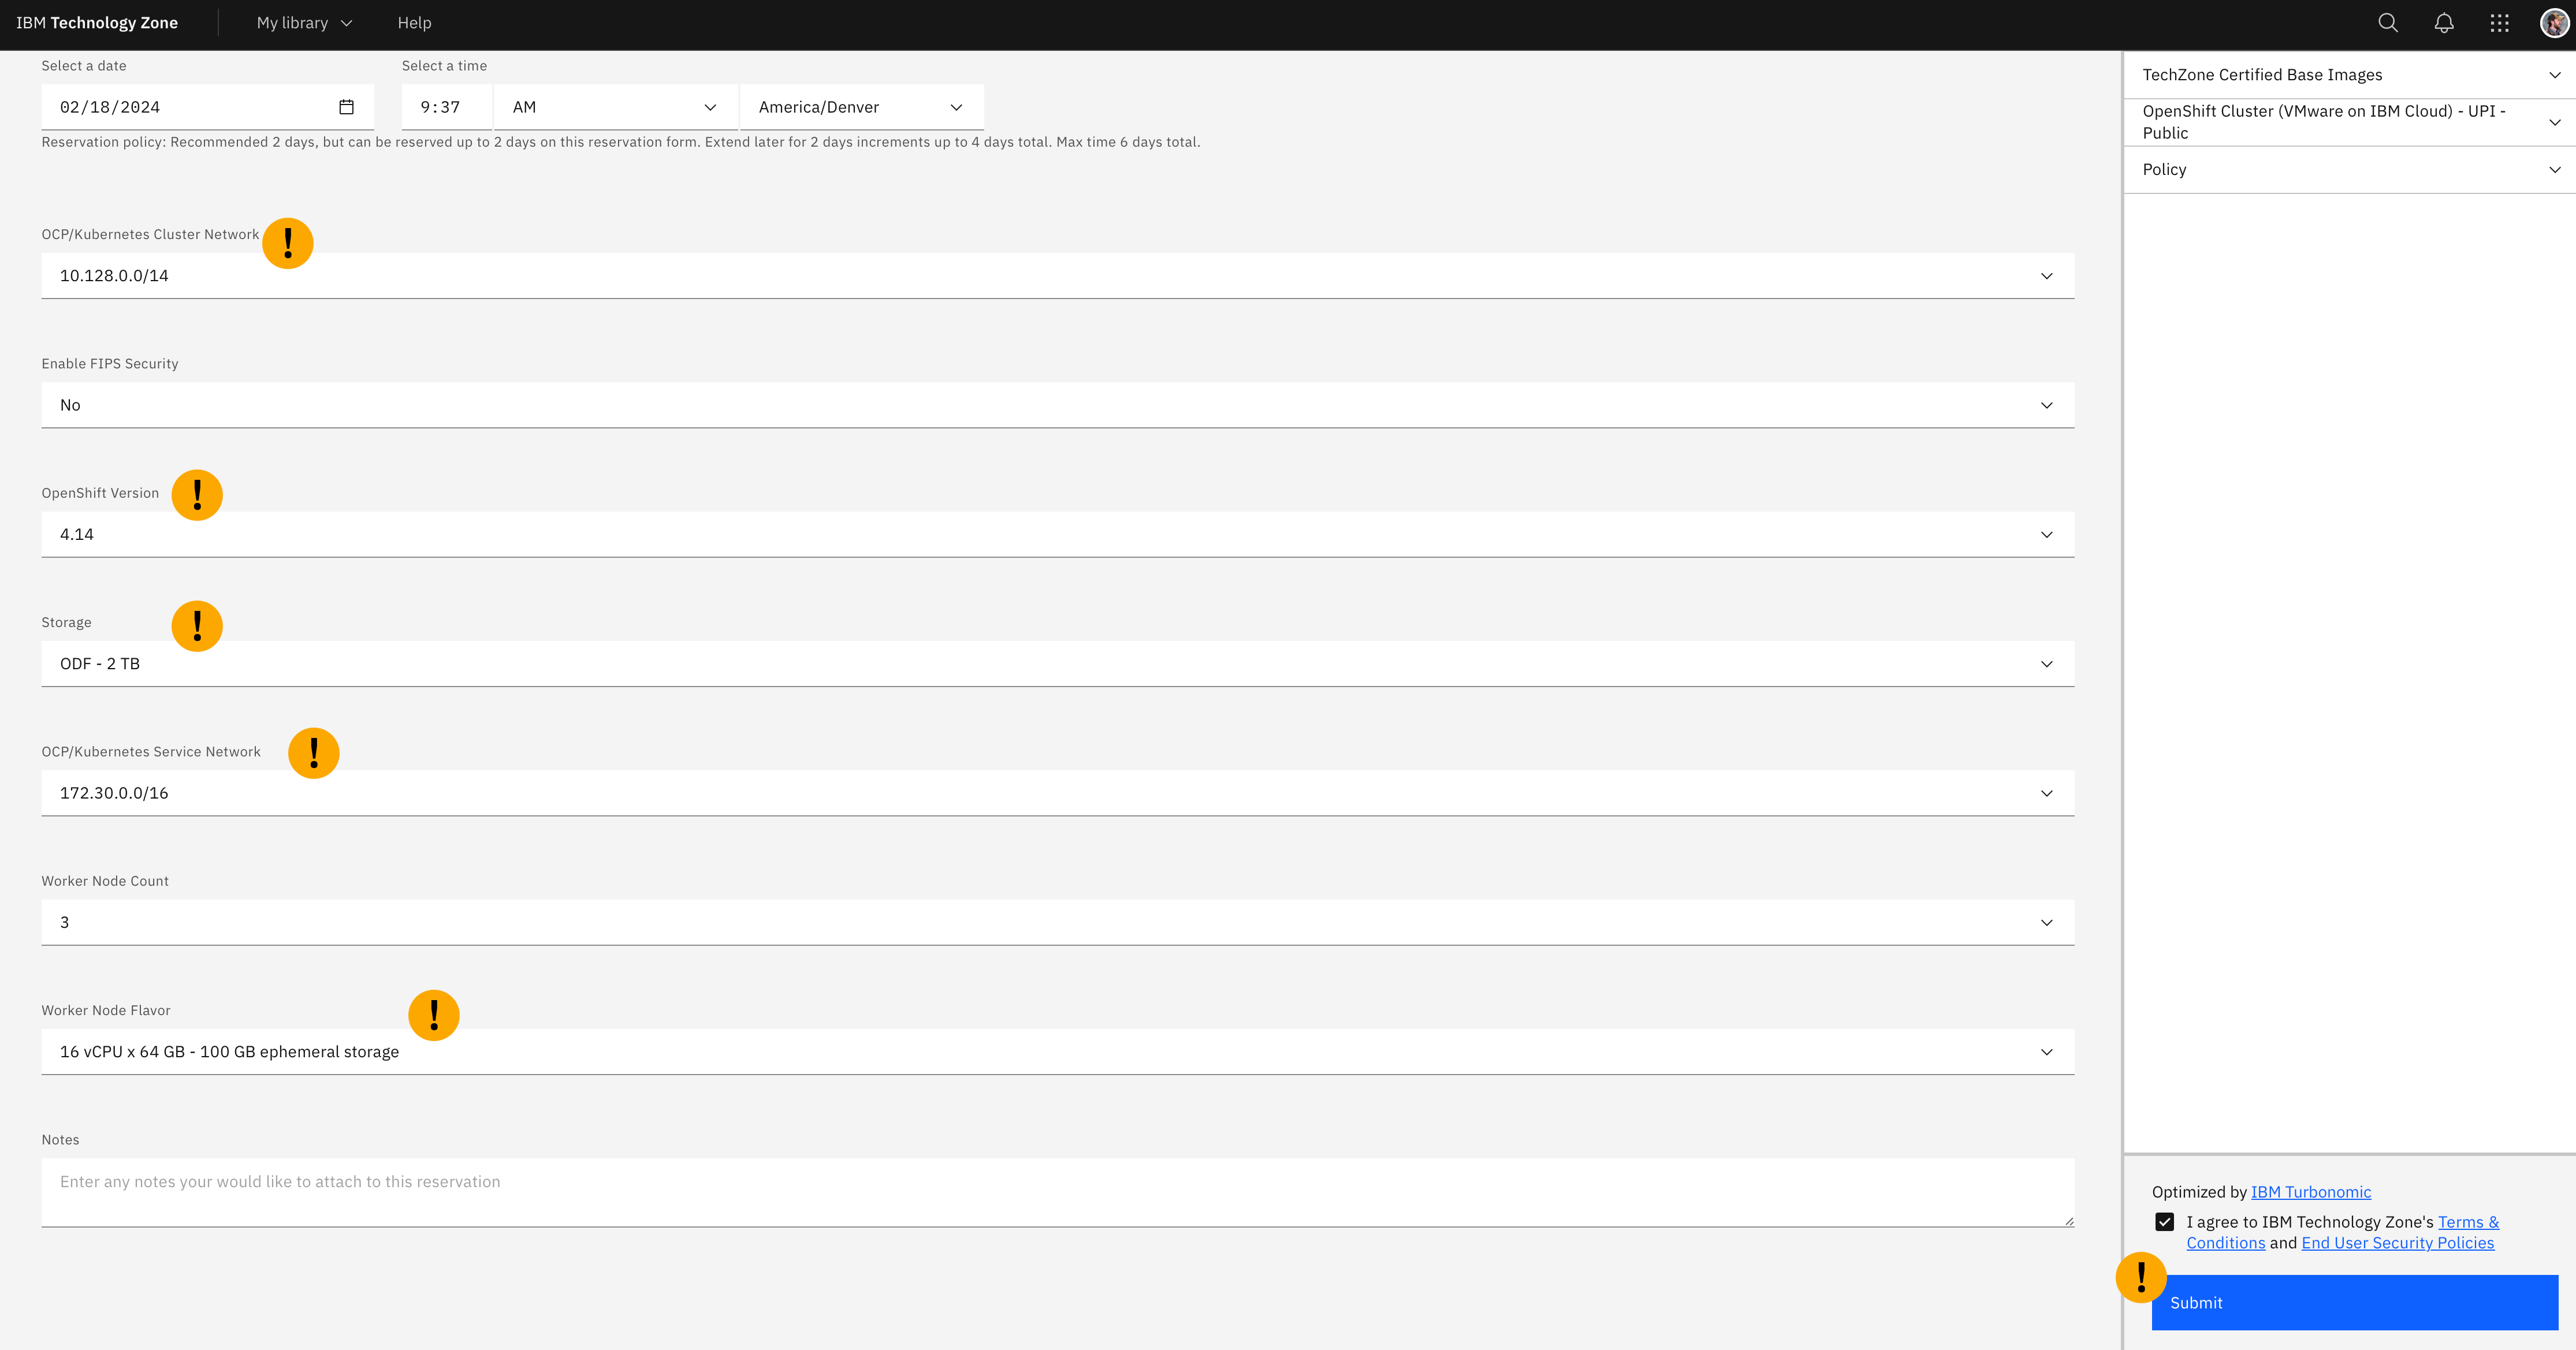 IBM Technology Zone
My library
Help
Select a date
Select a time
02/18/2024
9:37
AM
America/Denver
Reservation policy: Recommended 2 days, but can be reserved up to 2 days on this reservation form. Extend later for 2 days increments up to 4 days total. Max time 6 days total.
OCP/Kubernetes Cluster Network
!
10.128.0.0/14
Enable FIPS Security
No
OpenShift Version
!
4.14
Storage
!
ODF - 2 TB
OCP/Kubernetes Service Network
!
172.30.0.0/16
Worker Node Count
3
Worker Node Flavor
!
16 vCPU x 64 GB - 100 GB ephemeral storage
Notes
Enter any notes your would like to attach to this reservation
TechZone Certified Base Images
OpenShift Cluster (VMware on IBM Cloud) - UPI -
Public
Policy
Optimized by IBM Turbonomic
I agree to IBM Technology Zone's Terms &
Conditions and End User Security Policies
!
Submit